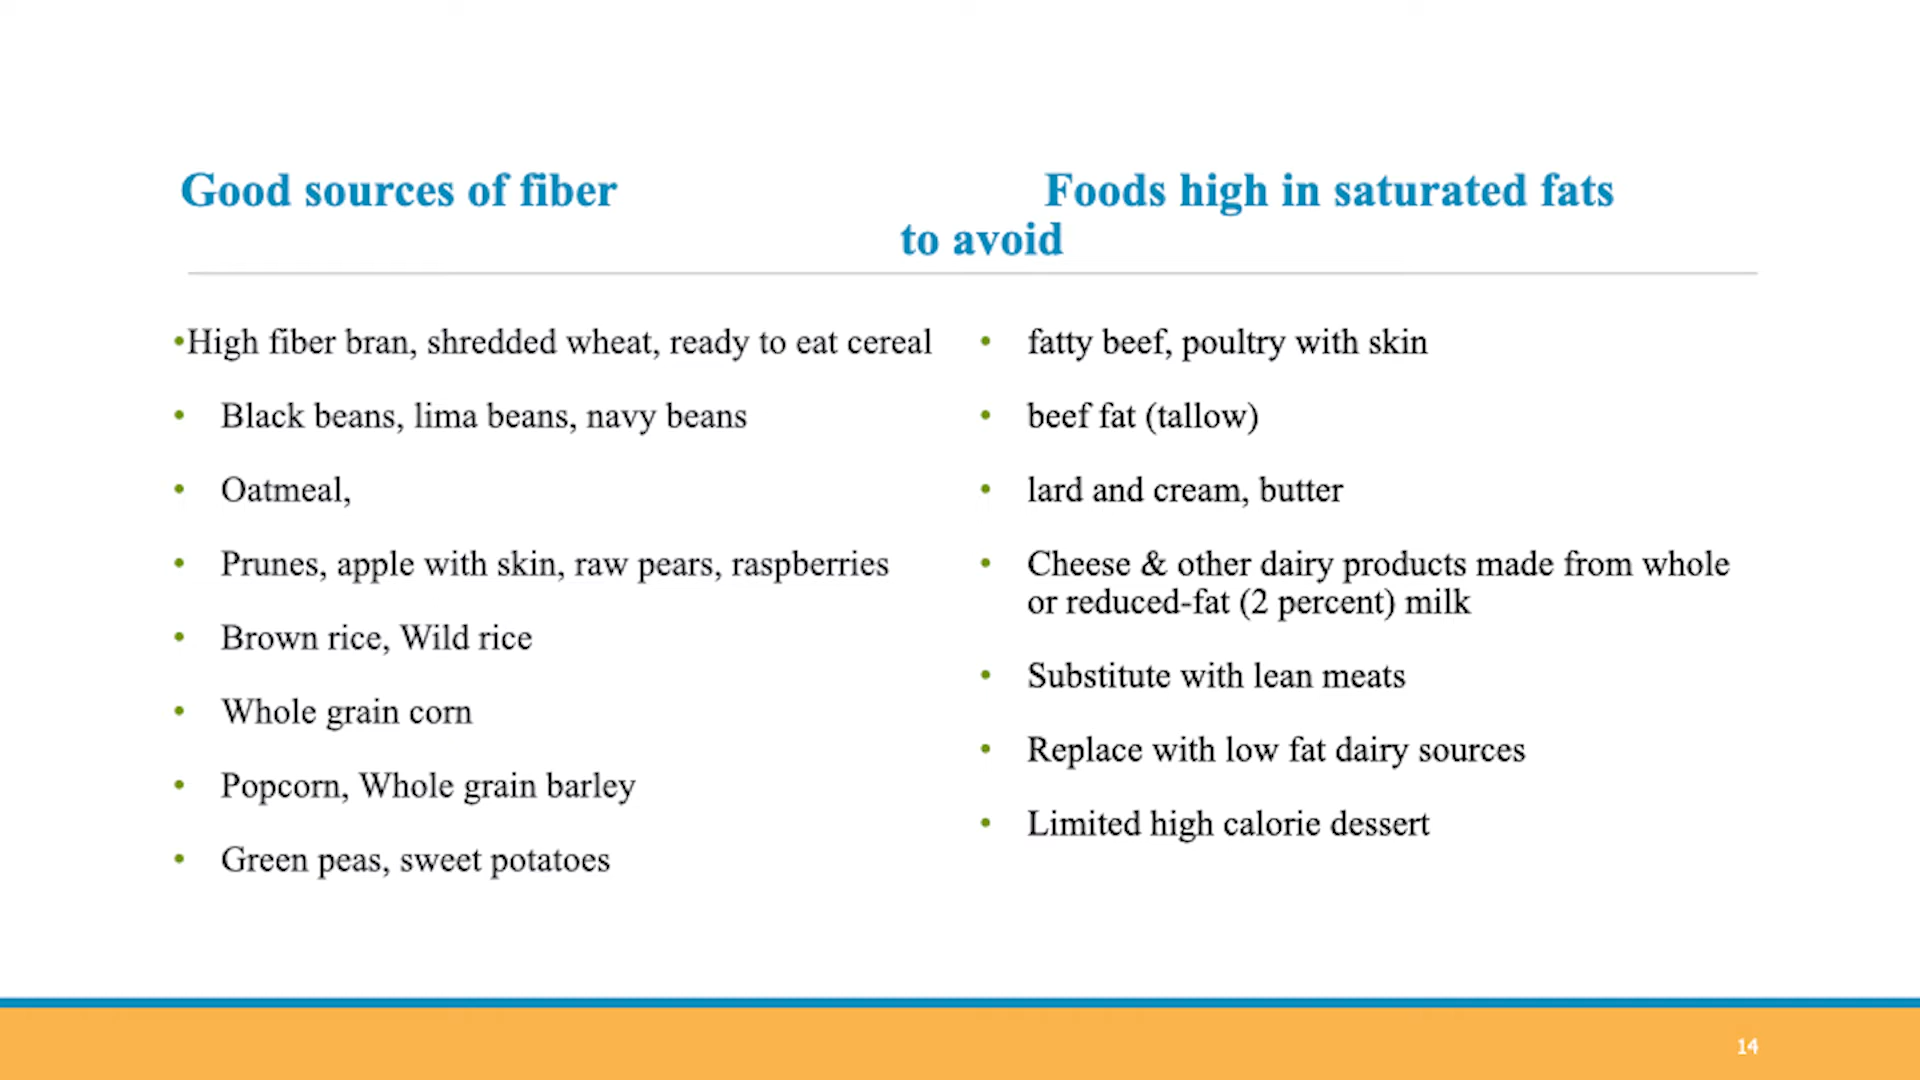 Good sources of fiber Foods high in saturated fats
to avoid
•High fiber bran, shredded wheat, ready to eat cereal
• Black beans, lima beans, navy beans
• Oatmeal,
• Prunes, apple with skin, raw pears, raspberries
• Brown rice, Wild rice
• Whole grain corn
• Popcorn, Whole grain barley
• Green peas, sweet potatoes
• fatty beef, poultry with skin
• beef fat (tallow)
• lard and cream, butter
• Cheese & other dairy products made from whole
or reduced-fat (2 percent) milk
• Substitute with lean meats
• Replace with low fat dairy sources
• Limited high calorie dessert
14